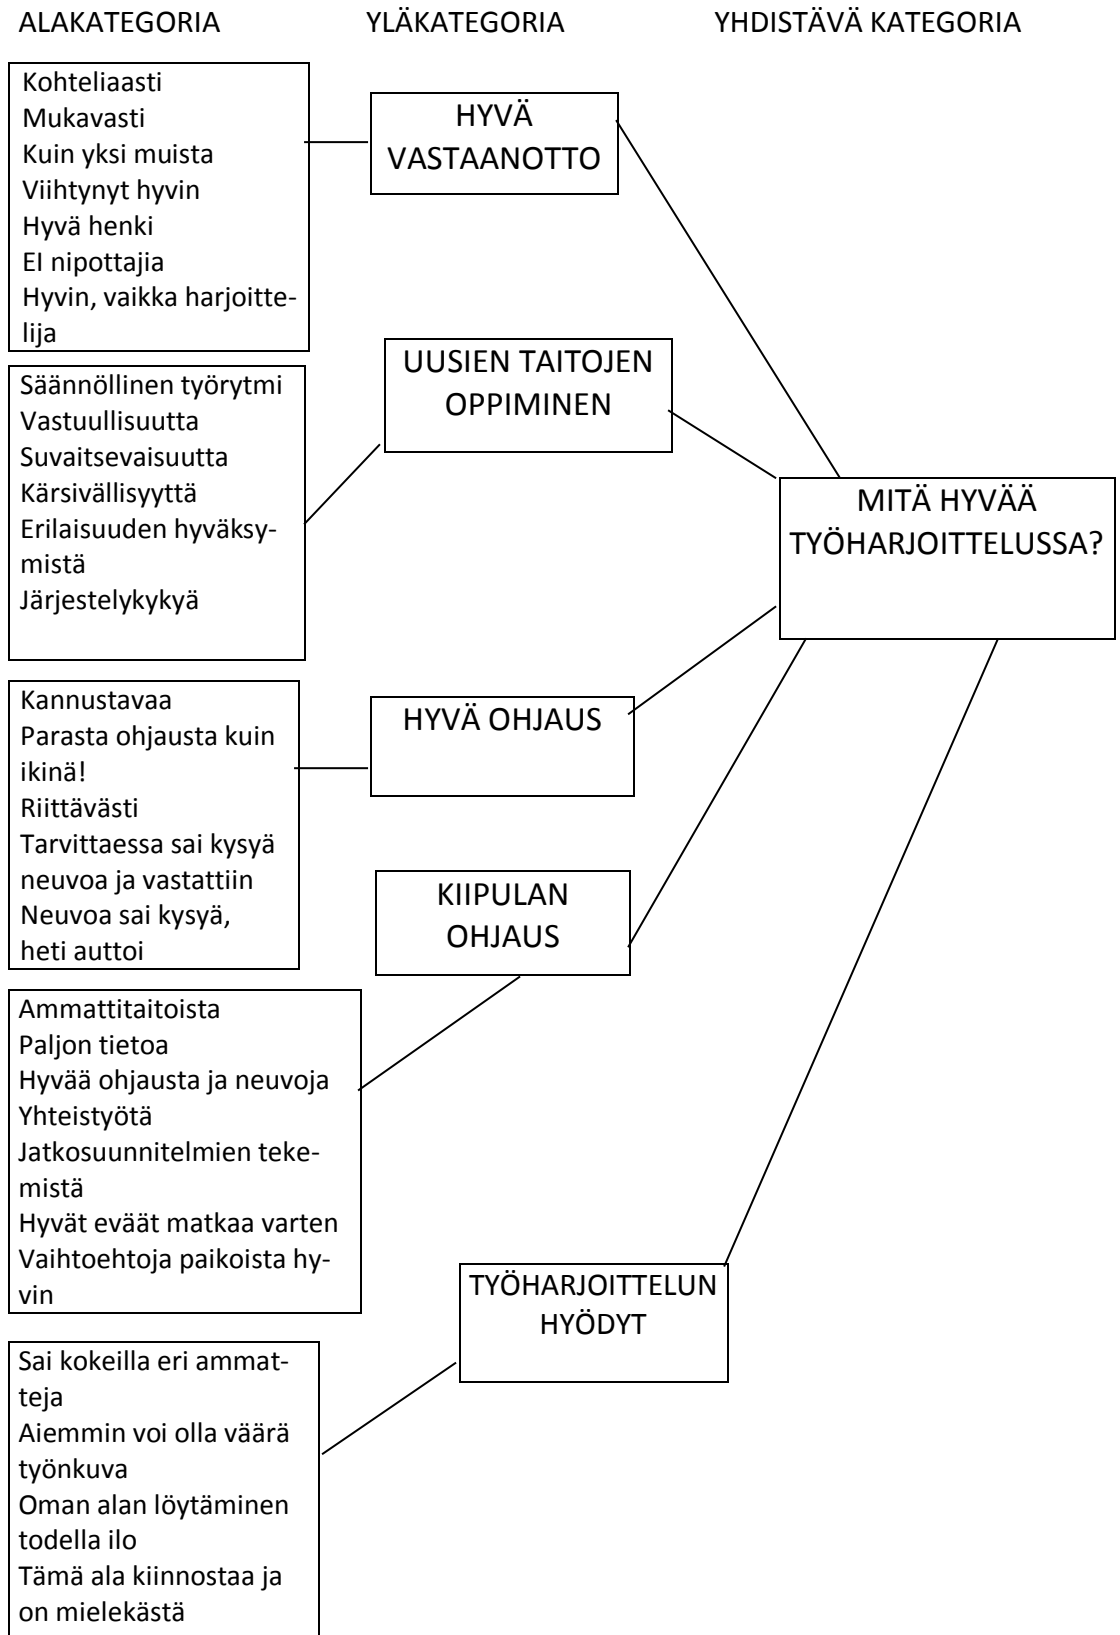 ALAKATEGORIA YLÄKATEGORIA YHDISTÄVÄ KATEGORIA
Kohteliaasti
Mukavasti
Kuin yksi muista
Viihtynyt hyvin
Hyvä henki
EI nipottajia
Hyvin, vaikka harjoitte-
lija
HYVÄ
VASTAANOTTO
Säännöllinen työrytmi
Vastuullisuutta
Suvaitsevaisuutta
Kärsivällisyyttä
Erilaisuuden hyväksy-
mistä
Järjestelykykyä
UUSIEN TAITOJEN
OPPIMINEN
MITÄ HYVÄÄ
TYÖHARJOITTELUSSA?
Kannustavaa
Parasta ohjausta kuin
ikinä!
Riittävästi
Tarvittaessa sai kysyä
neuvoa ja vastattiin
Neuvoa sai kysyä,
heti auttoi
HYVÄ OHJAUS
KIIPULAN
OHJAUS
Ammattitaitoista
Paljon tietoa
Hyvää ohjausta ja neuvoja
Yhteistyötä
Jatkosuunnitelmien teke-
mistä
Hyvät eväät matkaa varten
Vaihtoehtoja paikoista hy-
vin
TYÖHARJOITTELUN
HYÖDYT
Sai kokeilla eri ammat-
teja
Aiemmin voi olla väärä
työnkuva
Oman alan löytäminen
todella ilo
Tämä ala kiinnostaa ja
on mielekästä